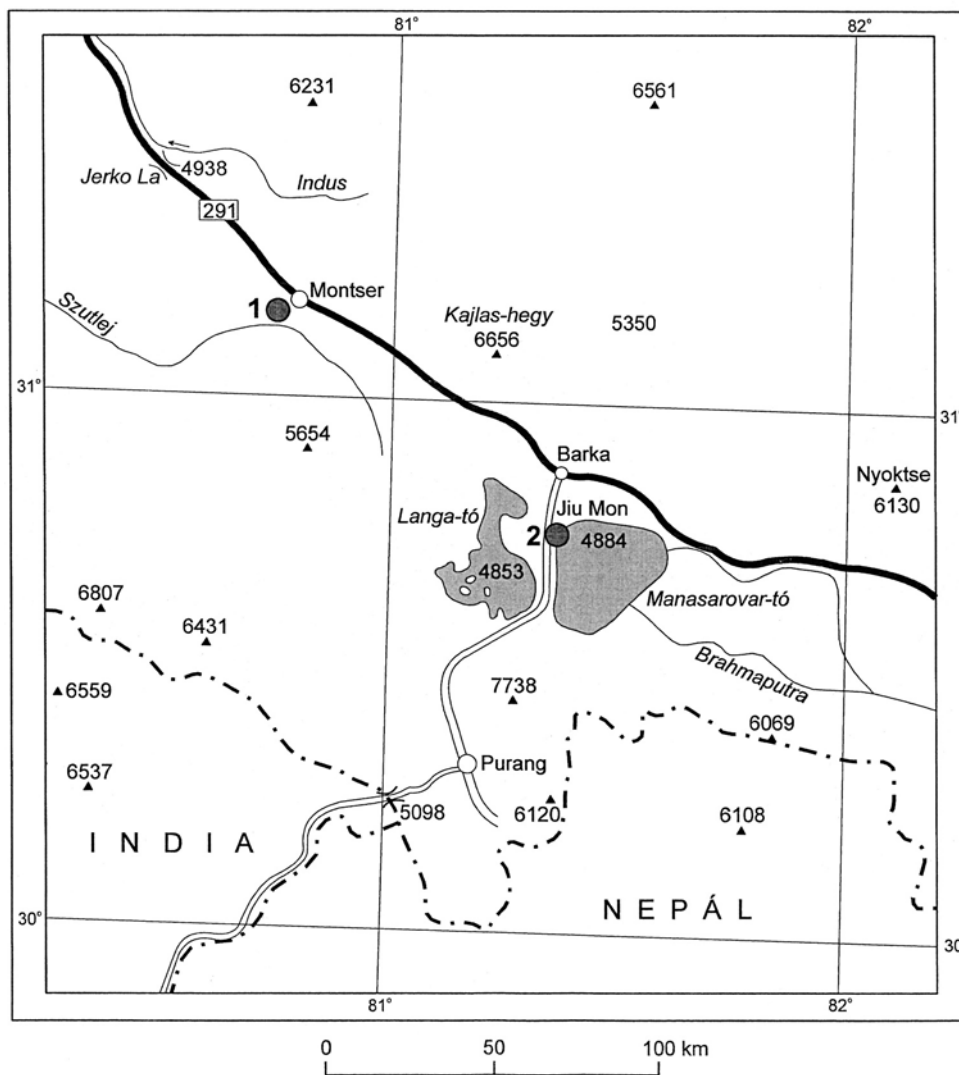 81°
82°
6231
6561
Jerko La
4938
Indus
291
Montser
1
Szutlej
Kajlas-hegy
6656
5350
31°
31
5654
Barka
Nyoktse
6130
Langa-tó
Jiu Mon
2
4884
4853
Manasarovar-tó
6807
6431
Brahmaputra
6559
7738
6069
Purang
6537
5098
6120
6108
INDIA
NEPÁL
30°
30
81°
82°
0 50 100 km